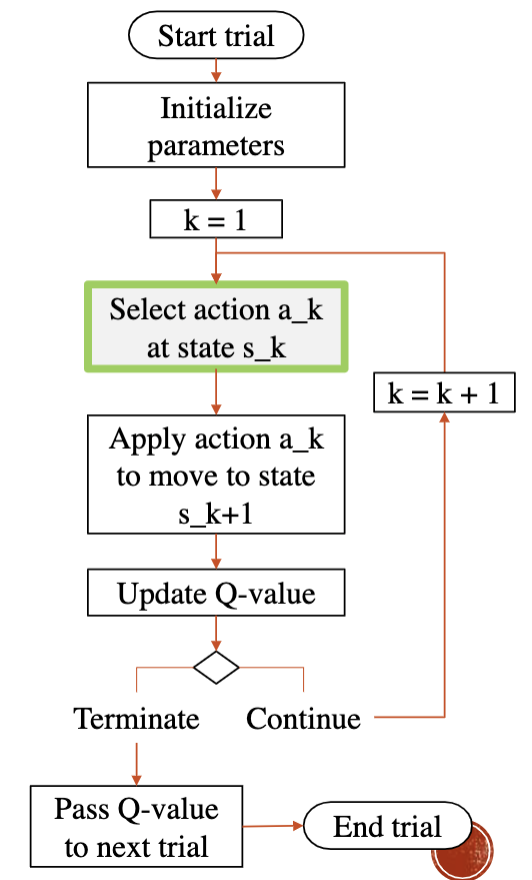 Start trial
Initialize
parameters
k = 1
Select action a_k
at state s_k
k = k + 1
Apply action a_k
to move to state
s_k+1
Update Q-value
Terminate
Continue
Pass Q-value
to next trial
End trial